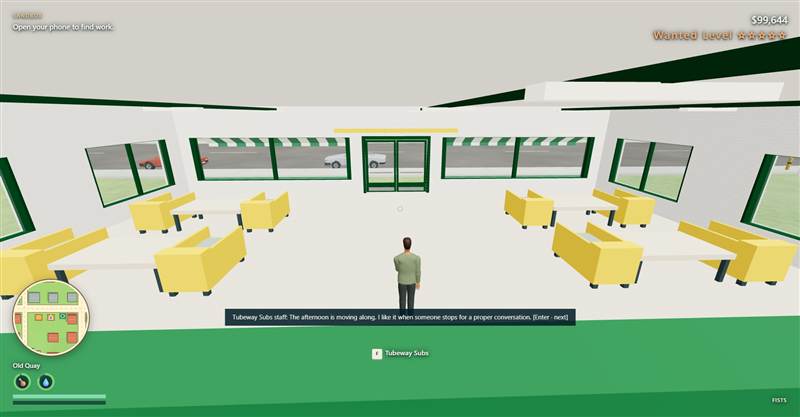 SANDBOX
Open your phone to find work.
$99,644
Wanted Level ☆☆☆☆☆
Tubeway Subs staff: The afternoon is moving along. I like it when someone stops for a proper conversation. [Enter - next]
F Tubeway Subs
Old Quay
FISTS